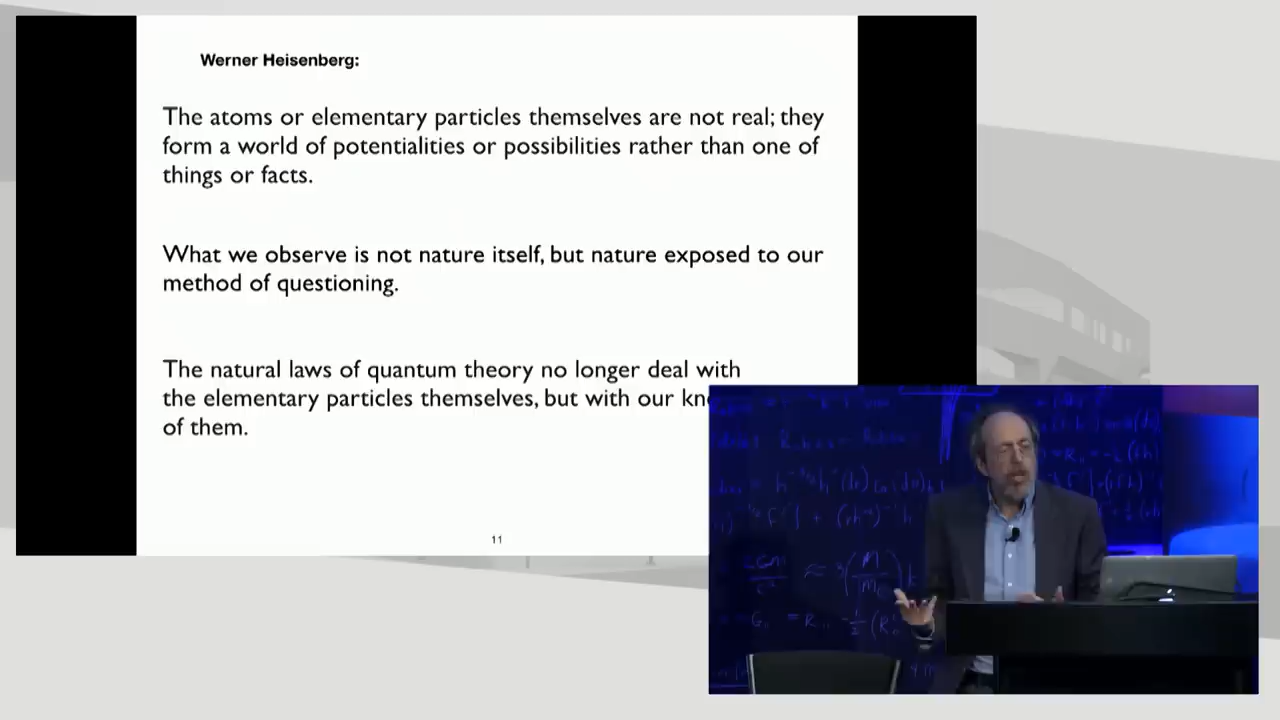 Werner Heisenberg:
The atoms or elementary particles themselves are not real; they
form a world of potentialities or possibilities rather than one of
things or facts.
What we observe is not nature itself, but nature exposed to our
method of questioning.
The natural laws of quantum theory no longer deal with
the elementary particles themselves, but with our kn
of them.
11